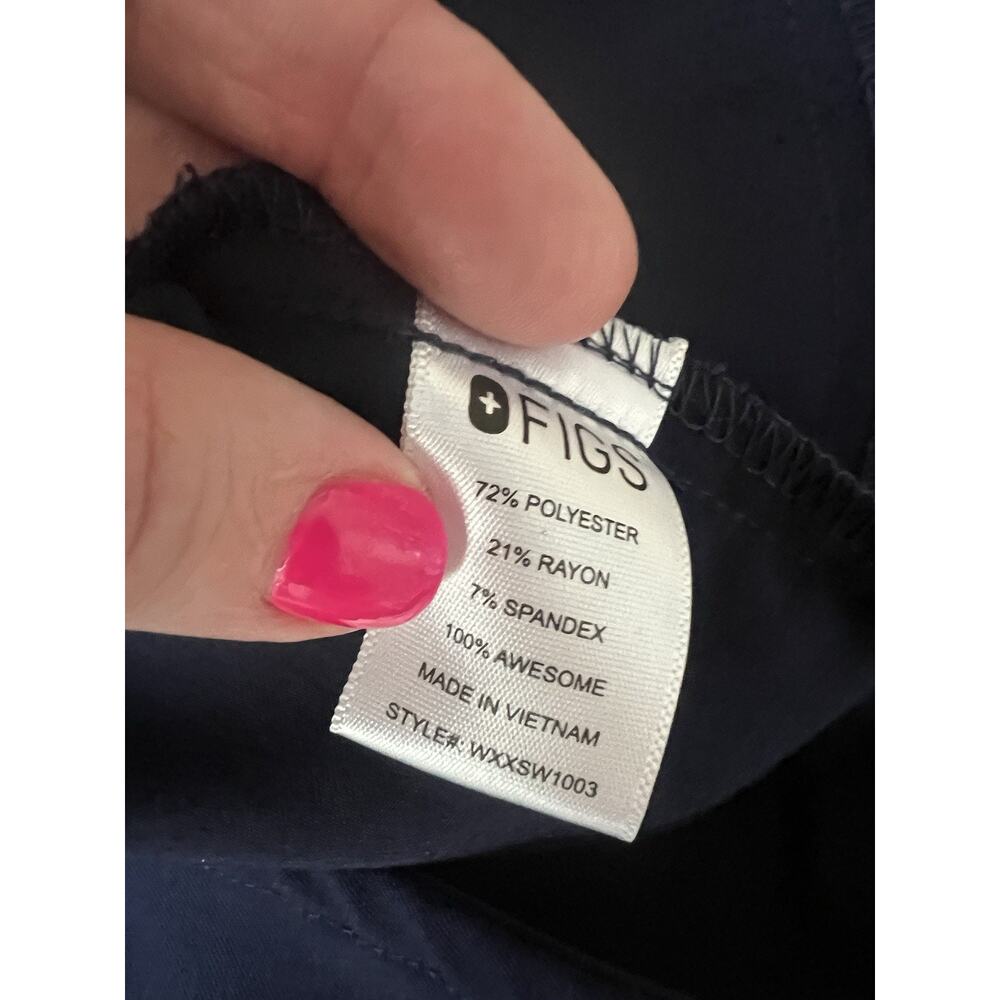 FIGS
72% POLYESTER
21% RAYON
7% SPANDEX
100% AWESOME
MADE IN VIETNAM
STYLE#: WXXSW1003